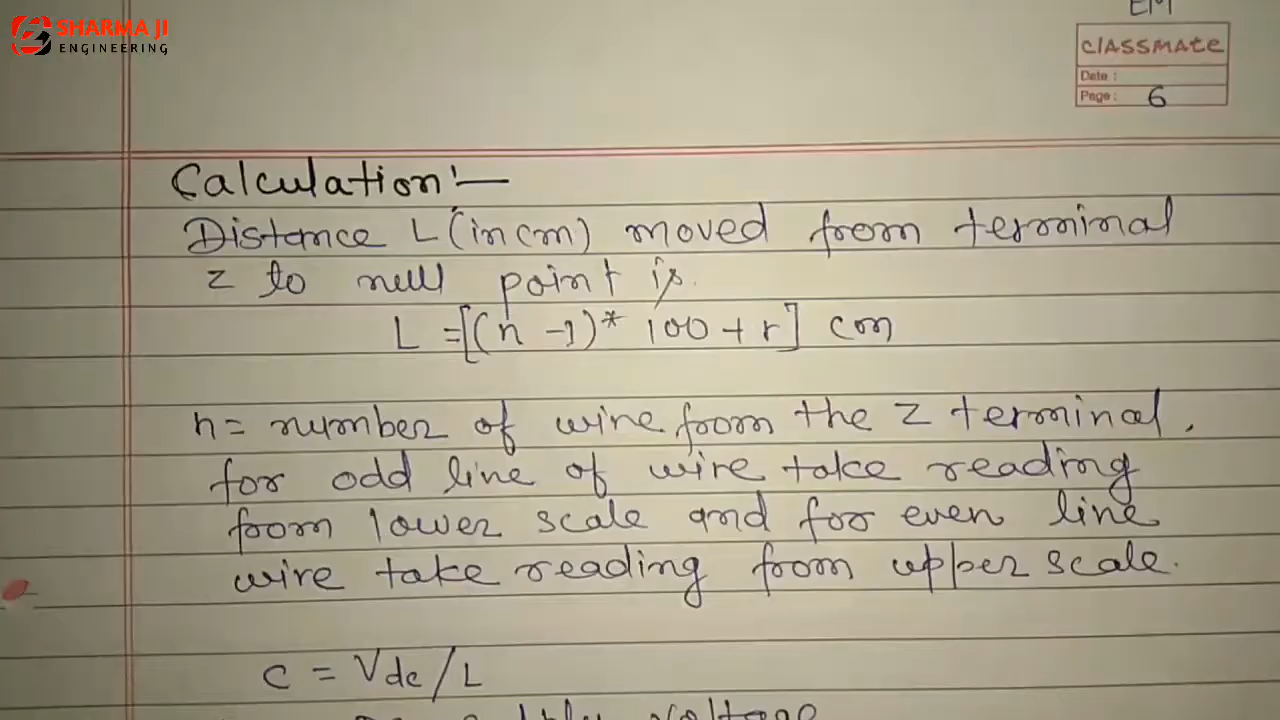 SHARMA JI
ENGINEERING
EM
CLASSMATE
Date :
Page : 6
Calculation :-
Distance L (in cm) moved from terminal
z to null point is.
L = [(n -1)* 100 + r] cm
n = number of wire from the z terminal.
for odd line of wire take reading
from lower scale and for even line
wire take reading from upper scale.
C = Vdc/L
voltage